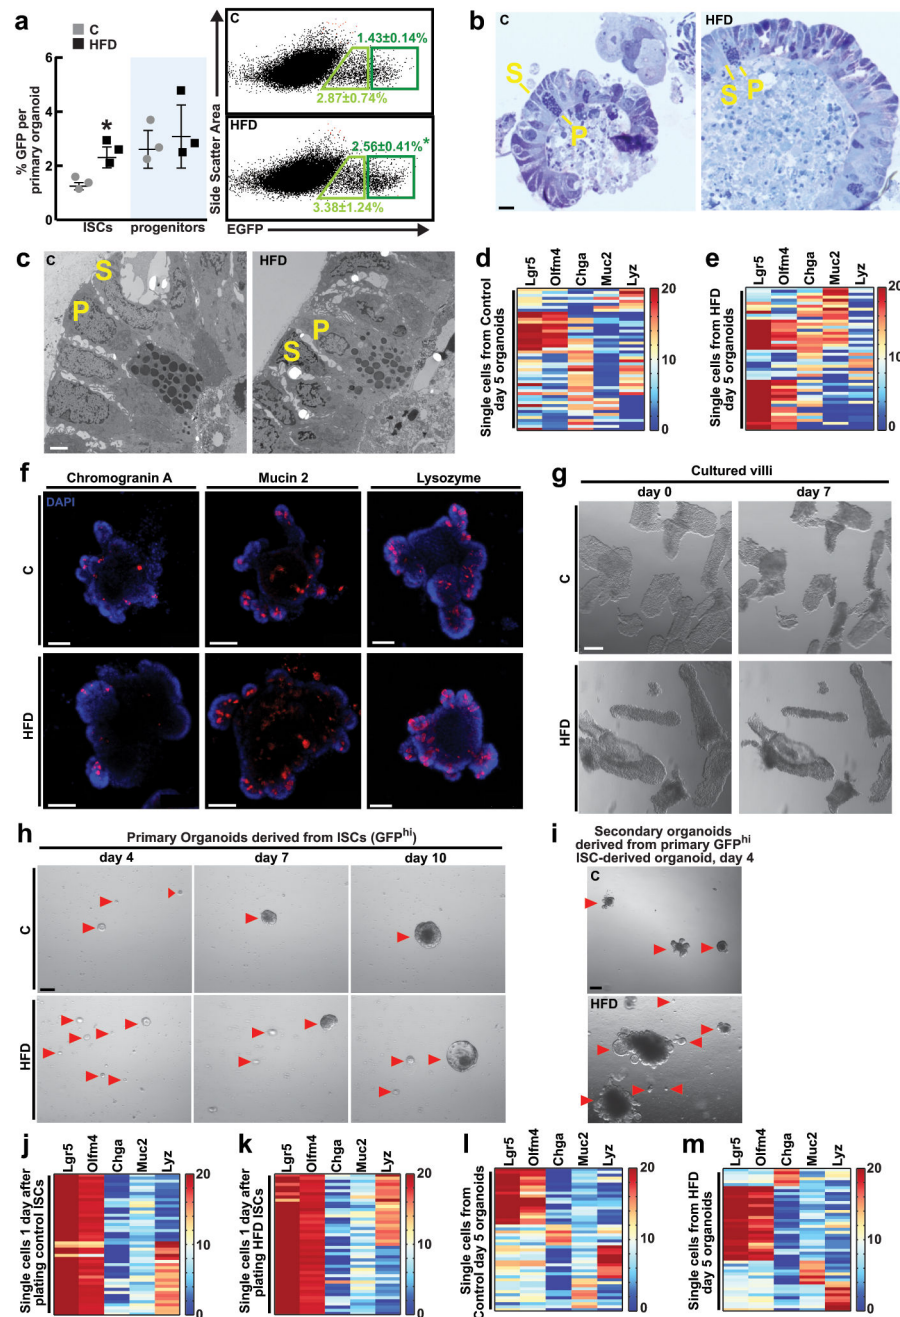 a
C
HFD
% GFP per
primary organoid
6
4
2
0
*
ISCs
progenitors
Side Scatter Area
C
1.43±0.14%
2.87±0.74%
HFD
2.56±0.41%*
3.38±1.24%
EGFP
b
C
S
P
HFD
S
P
c
C
S
P
HFD
P
S
d
Lgr5
Olfm4
Chga
Muc2
Lyz
Single cells from Control
day 5 organoids
20
10
0
e
Lgr5
Olfm4
Chga
Muc2
Lyz
Single cells from HFD
day 5 organoids
20
10
0
f
Chromogranin A
Mucin 2
Lysozyme
DAPI
C
HFD
g
Cultured villi
day 0
day 7
C
HFD
h
Primary Organoids derived from ISCs (GFPhi)
day 4
day 7
day 10
C
HFD
i
Secondary organoids
derived from primary GFPhi
ISC-derived organoid, day 4
C
HFD
j
Lgr5
Olfm4
Chga
Muc2
Lyz
Single cells 1 day after
plating control ISCs
20
10
0
k
Lgr5
Olfm4
Chga
Muc2
Lyz
Single cells 1 day after
plating HFD ISCs
20
10
0
l
Lgr5
Olfm4
Chga
Muc2
Lyz
Single cells from
Control day 5 organoids
20
10
0
m
Lgr5
Olfm4
Chga
Muc2
Lyz
Single cells from HFD
day 5 organoids
20
10
0